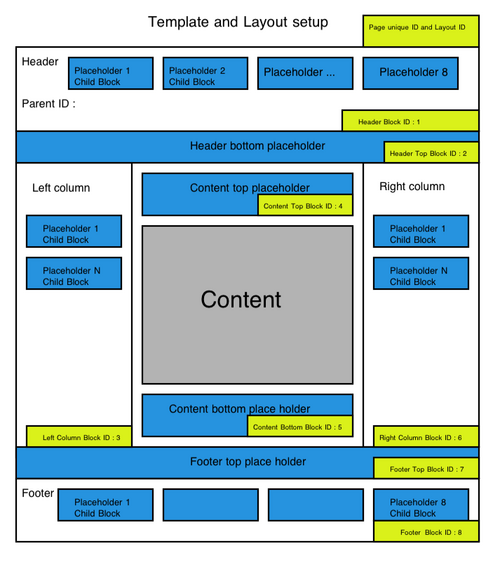 Template and Layout setup
Page unique ID and Layout ID
Header
Placeholder 1
Child Block
Placeholder 2
Child Block
Placeholder ...
Placeholder 8
Parent ID :
Header Block ID : 1
Header bottom placeholder
Header Top Block ID : 2
Left column
Content top placeholder
Content Top Block ID : 4
Right column
Placeholder 1
Child Block
Placeholder N
Child Block
Placeholder 1
Child Block
Placeholder N
Child Block
Content
Content bottom place holder
Content Bottom Block ID : 5
Left Column Block ID : 3
Right Column Block ID : 6
Footer top place holder
Footer Top Block ID : 7
Footer
Placeholder 1
Child Block
Placeholder 8
Child Block
Footer Block ID : 8